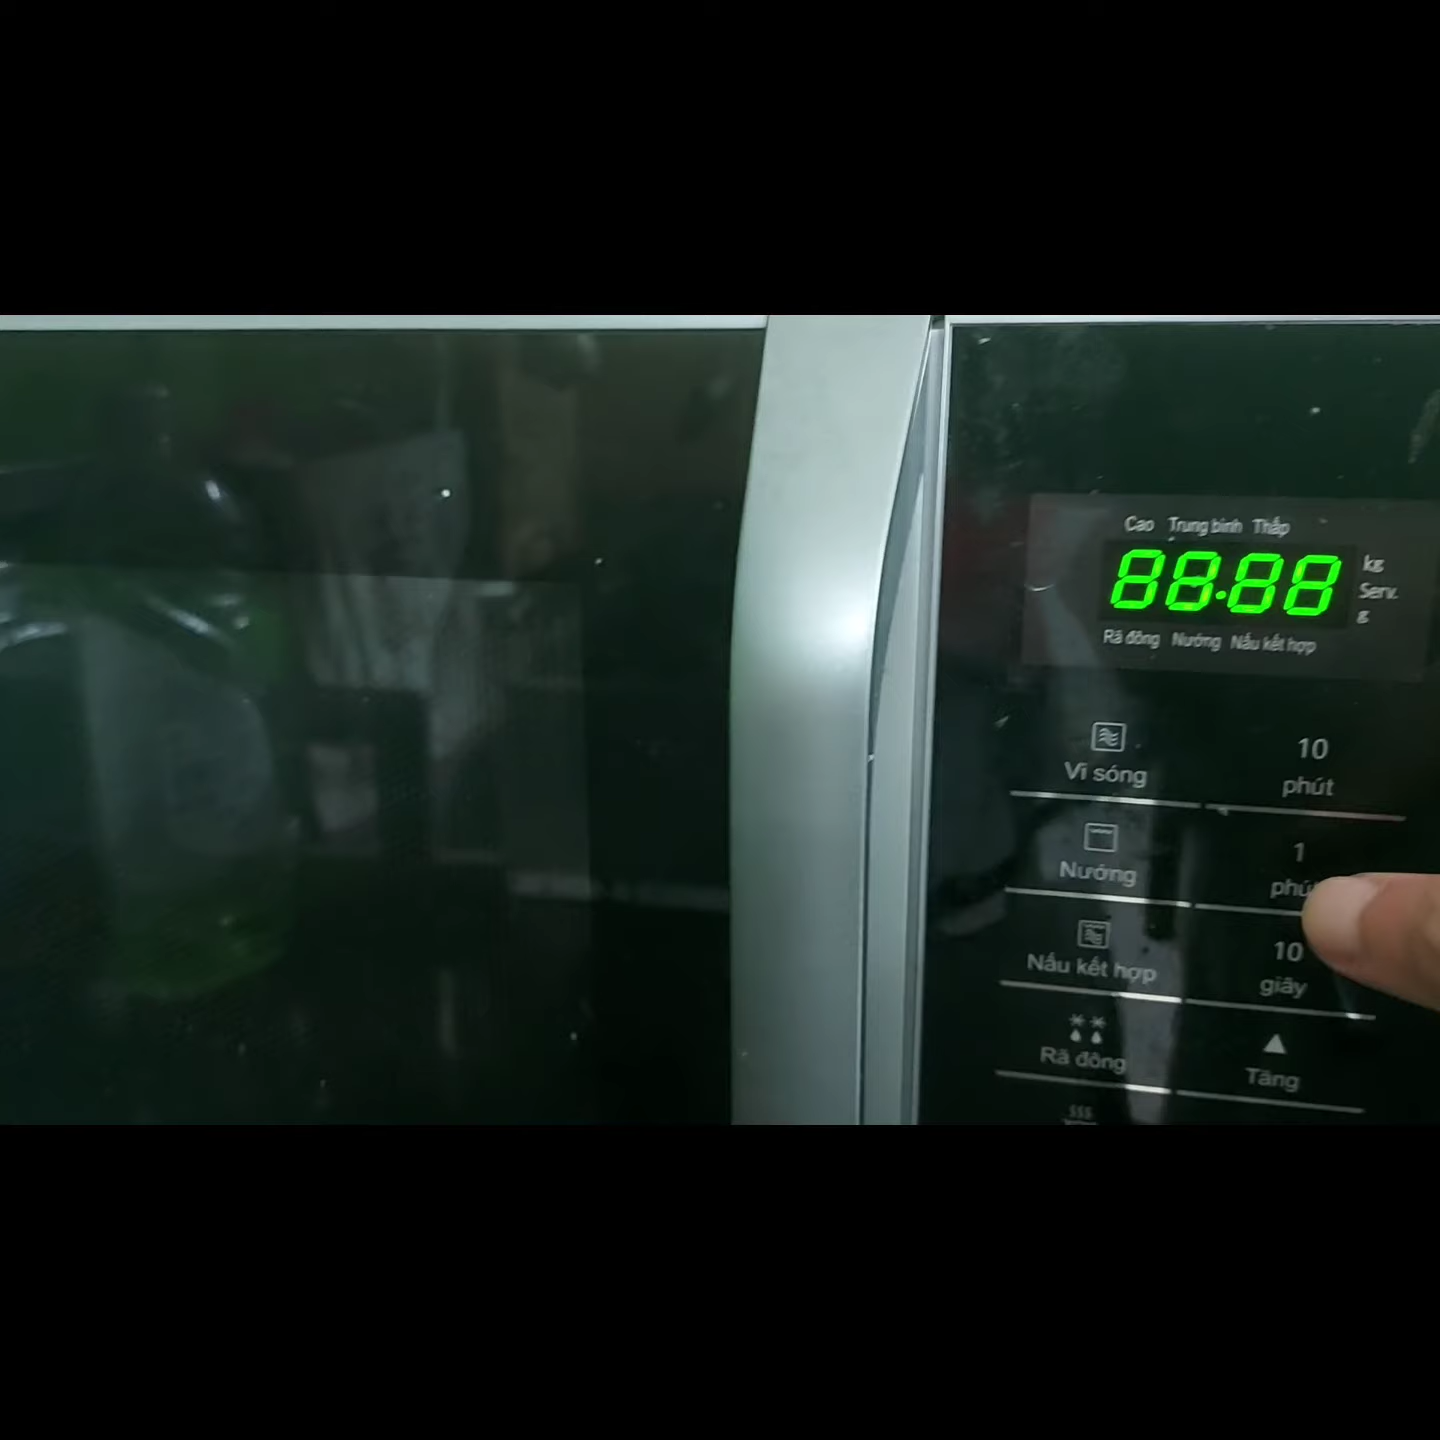 Cao Trung bình Thấp
88.88
kg
Serv.
g
Rã đông Nướng Nấu kết hợp
Vi sóng
10
phút
Nướng
1
phút
Nấu kết hợp
10
giây
Rã đông
Tăng